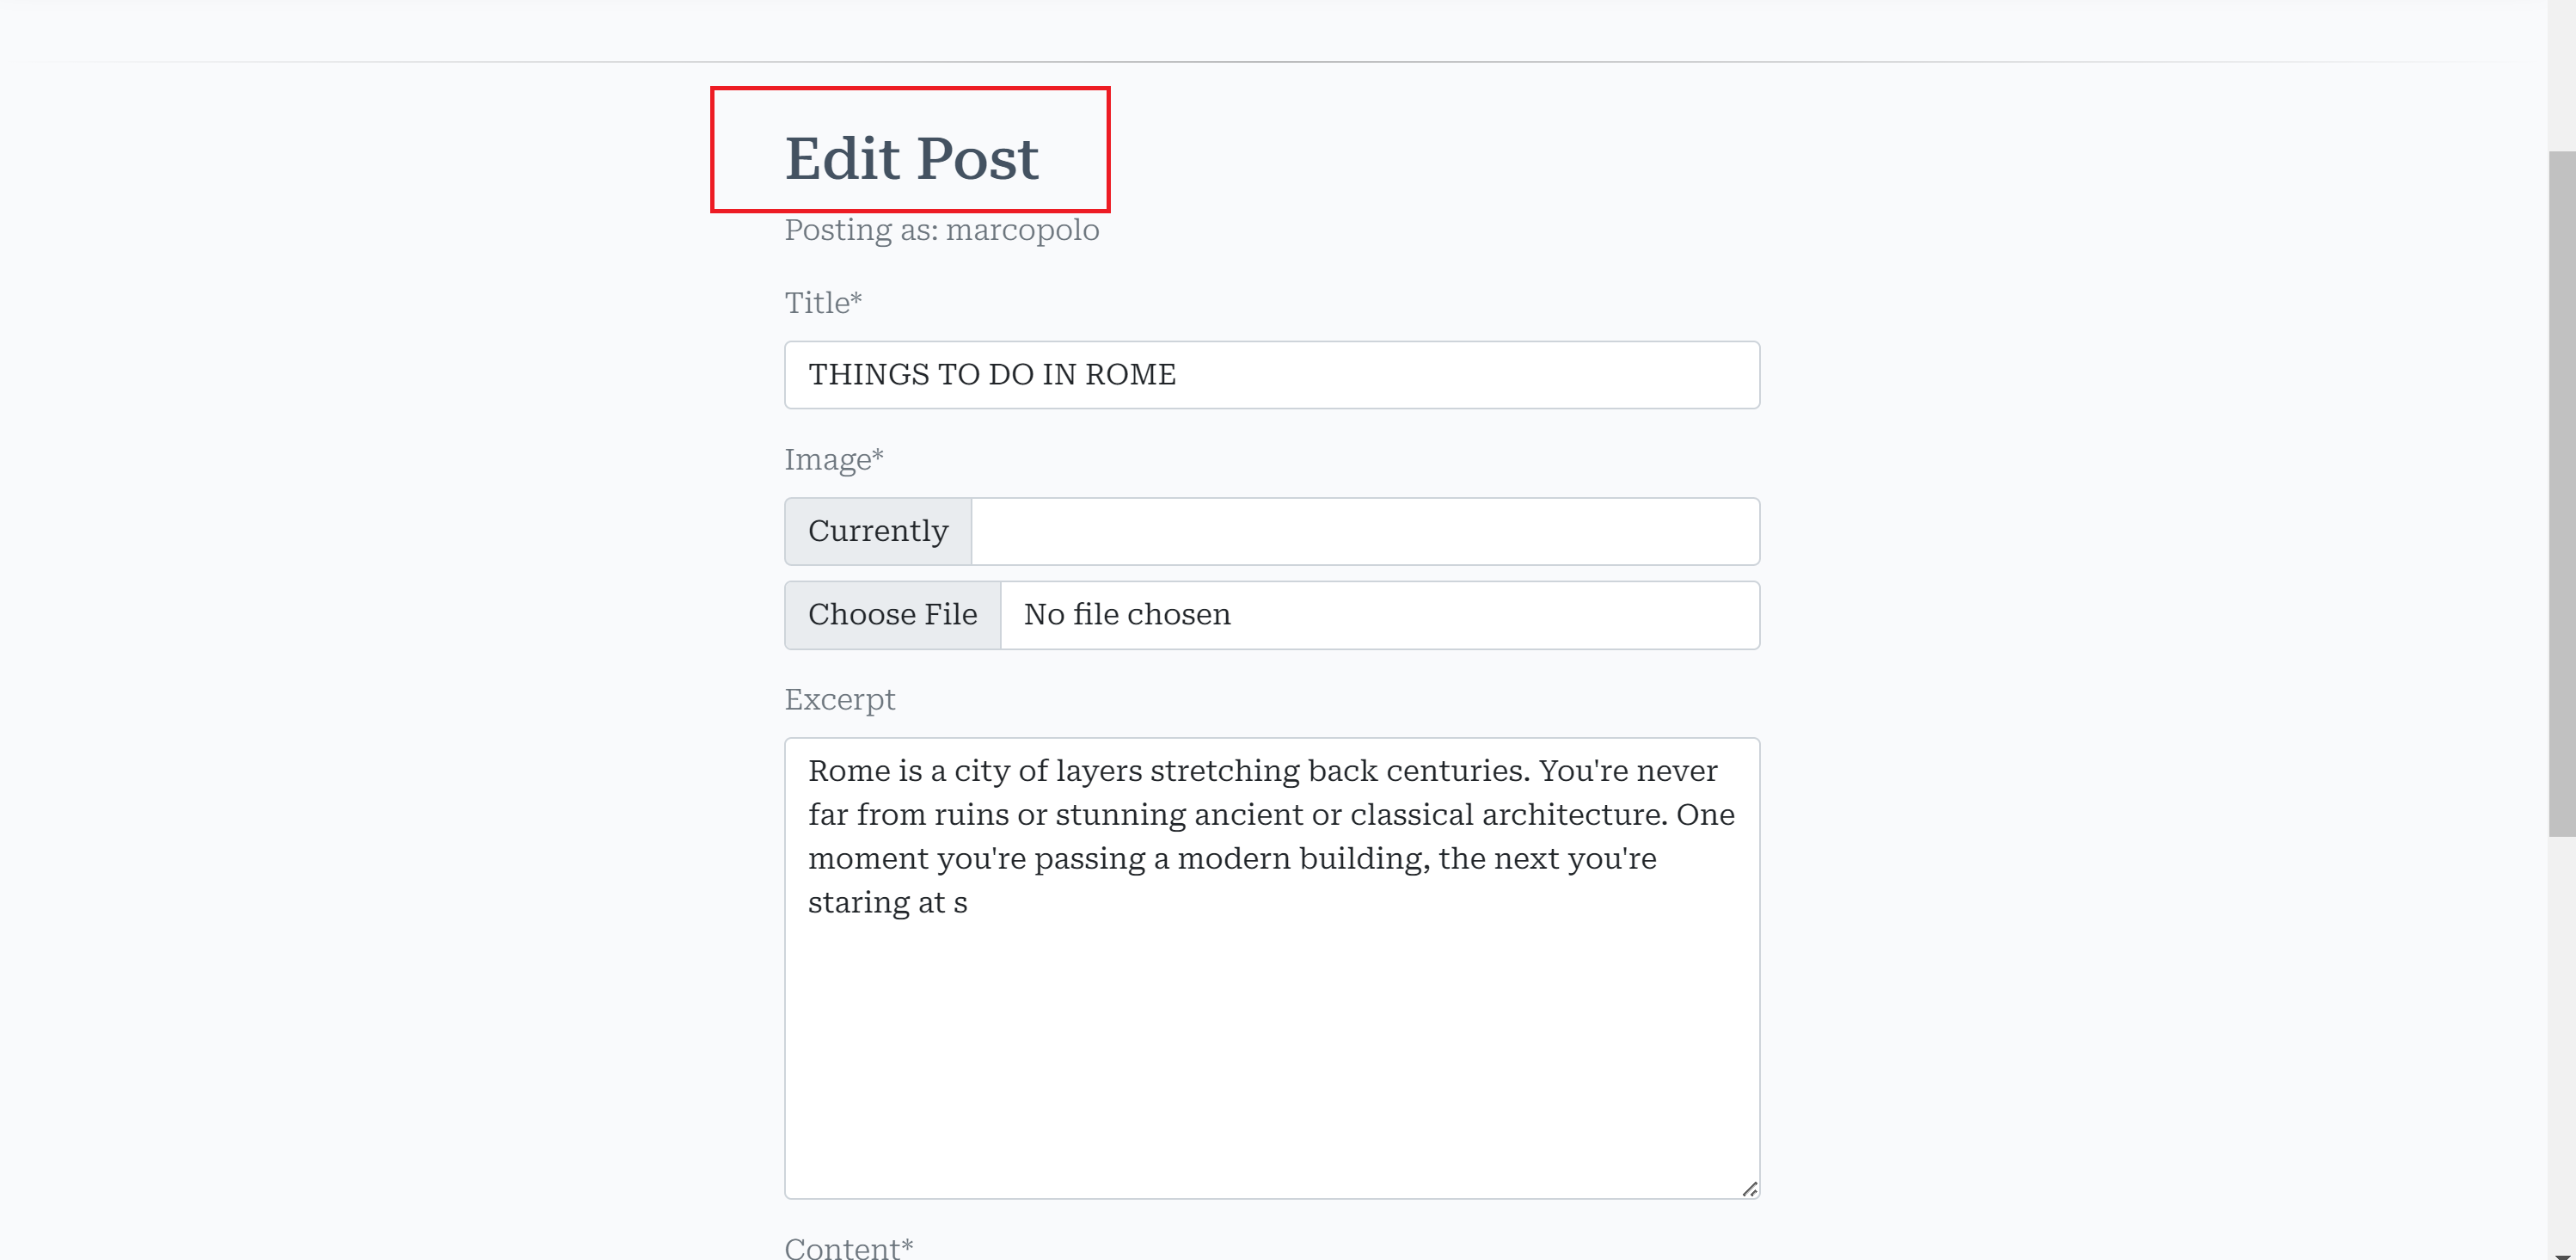 Edit Post
Posting as: marcopolo
Title*
THINGS TO DO IN ROME
Image*
Currently
Choose File No file chosen
Excerpt
Rome is a city of layers stretching back centuries. You're never
far from ruins or stunning ancient or classical architecture. One
moment you're passing a modern building, the next you're
staring at s
Content*